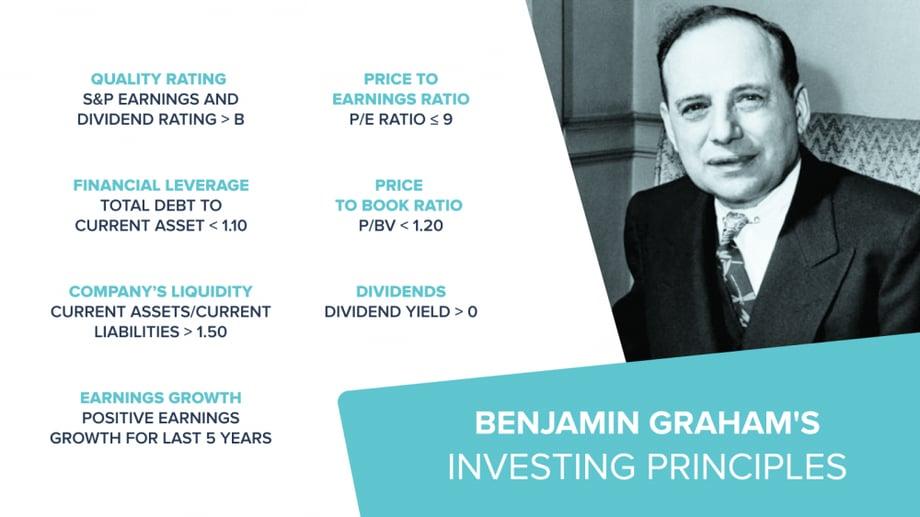 QUALITY RATING
S&P EARNINGS AND
DIVIDEND RATING > B
FINANCIAL LEVERAGE
TOTAL DEBT TO
CURRENT ASSET < 1.10
COMPANY'S LIQUIDITY
CURRENT ASSETS/CURRENT
LIABILITIES > 1.50
EARNINGS GROWTH
POSITIVE EARNINGS
GROWTH FOR LAST 5 YEARS
PRICE TO
EARNINGS RATIO
P/E RATIO ≤ 9
PRICE
TO BOOK RATIO
P/BV < 1.20
DIVIDENDS
DIVIDEND YIELD > 0
BENJAMIN GRAHAM'S
INVESTING PRINCIPLES